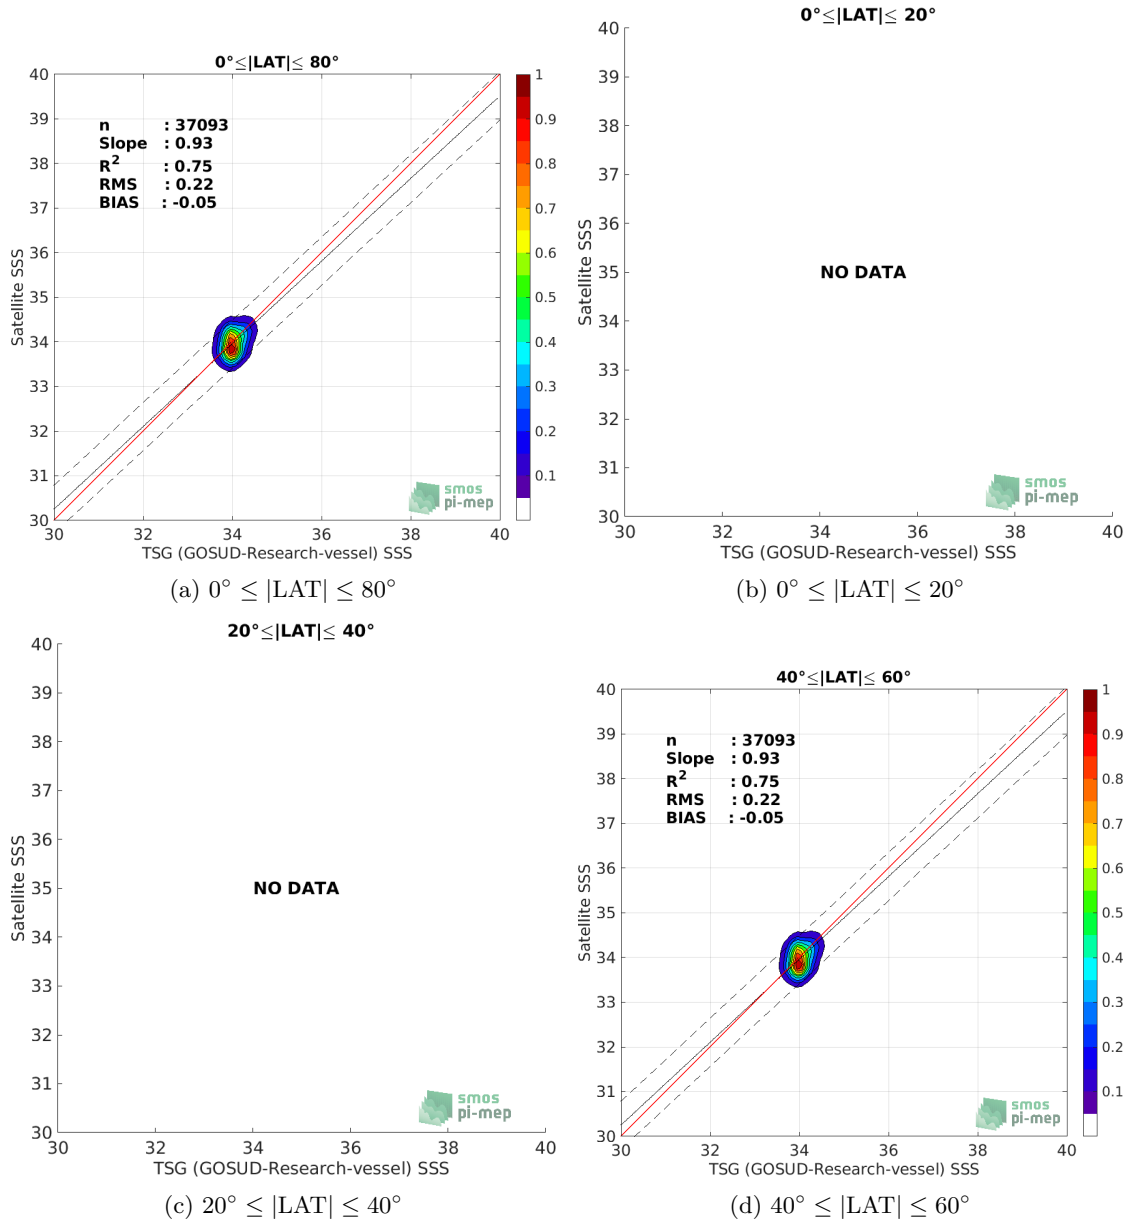 0°≤|LAT|≤ 80°
40
39
38
37
36
35
34
33
32
31
30
Satellite SSS
n : 37093
Slope : 0.93
R² : 0.75
RMS : 0.22
BIAS : -0.05
1
0.9
0.8
0.7
0.6
0.5
0.4
0.3
0.2
0.1
smos
pi-mep
30 32 34 36 38 40
TSG (GOSUD-Research-vessel) SSS
(a) 0° ≤ |LAT| ≤ 80°
0°≤|LAT|≤ 20°
40
39
38
37
36
35
34
33
32
31
30
Satellite SSS
NO DATA
smos
pi-mep
30 32 34 36 38 40
TSG (GOSUD-Research-vessel) SSS
(b) 0° ≤ |LAT| ≤ 20°
20°≤|LAT|≤ 40°
40
39
38
37
36
35
34
33
32
31
30
Satellite SSS
NO DATA
smos
pi-mep
30 32 34 36 38 40
TSG (GOSUD-Research-vessel) SSS
(c) 20° ≤ |LAT| ≤ 40°
40°≤|LAT|≤ 60°
40
39
38
37
36
35
34
33
32
31
30
Satellite SSS
n : 37093
Slope : 0.93
R² : 0.75
RMS : 0.22
BIAS : -0.05
1
0.9
0.8
0.7
0.6
0.5
0.4
0.3
0.2
0.1
smos
pi-mep
30 32 34 36 38 40
TSG (GOSUD-Research-vessel) SSS
(d) 40° ≤ |LAT| ≤ 60°